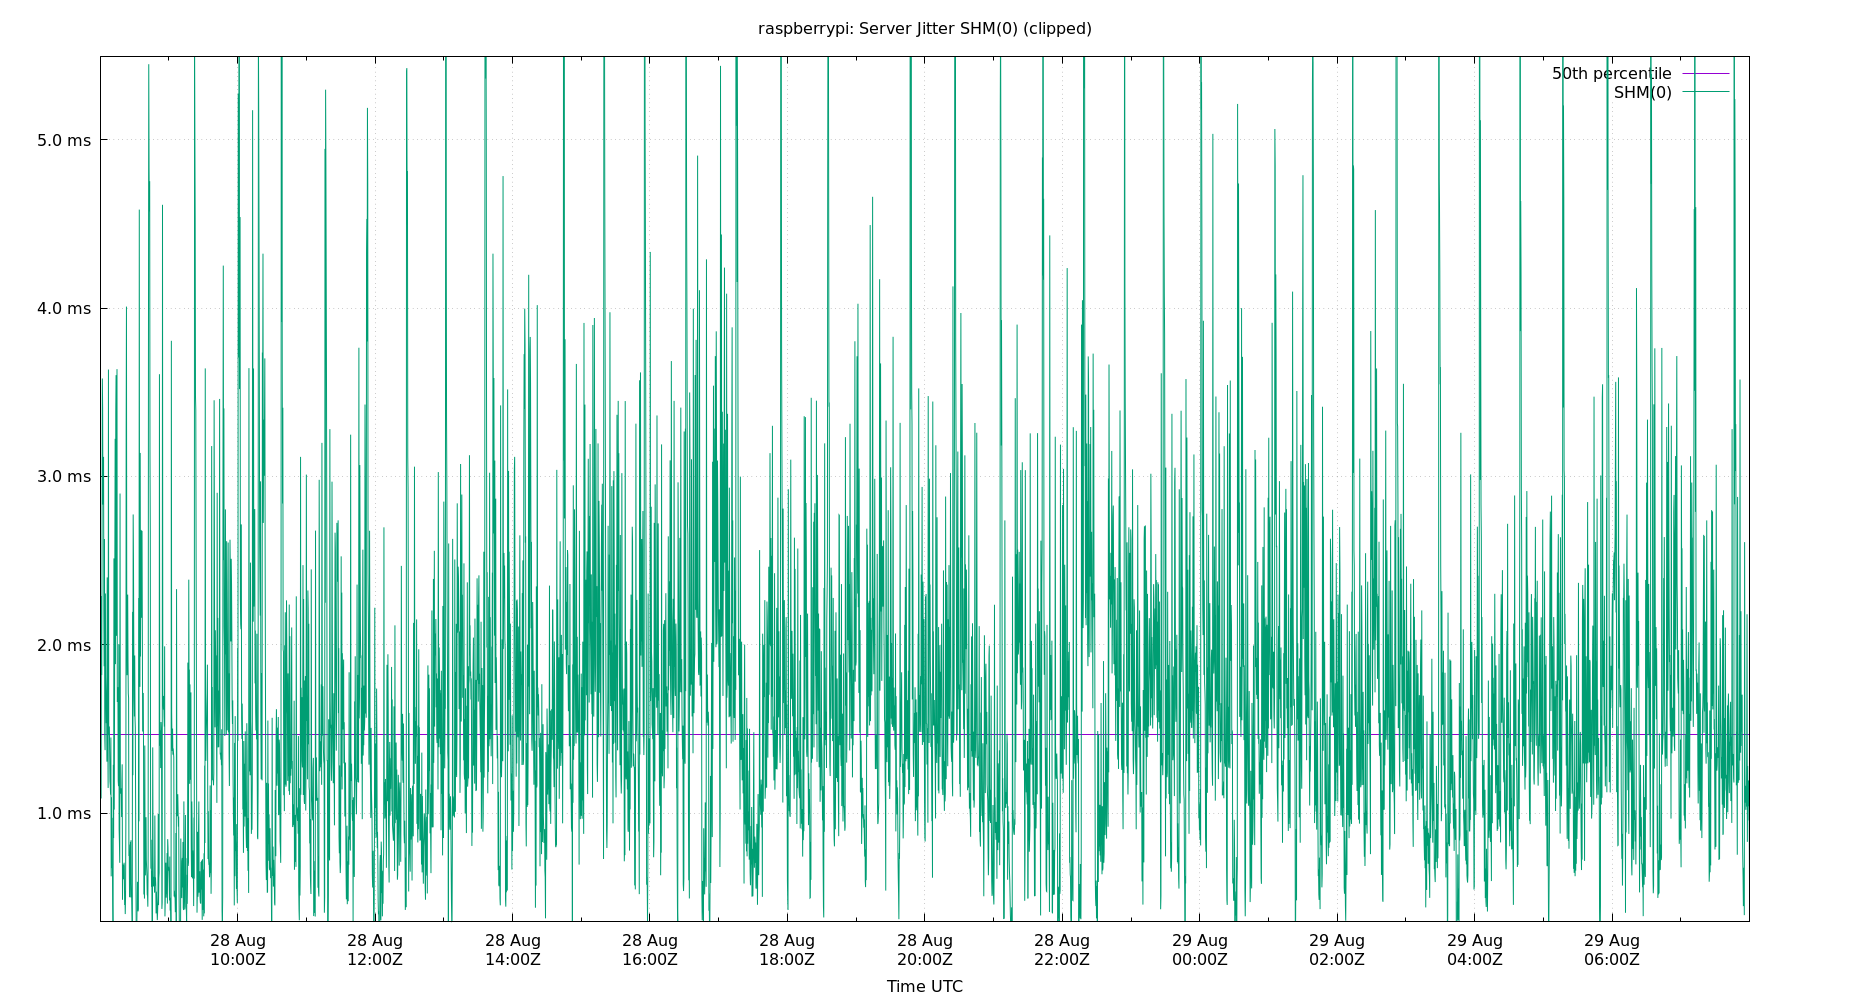 raspberrypi: Server Jitter SHM(0) (clipped)
50th percentile
SHM(0)
5.0 ms
4.0 ms
3.0 ms
2.0 ms
1.0 ms
28 Aug 28 Aug 28 Aug 28 Aug 28 Aug 28 Aug 28 Aug 29 Aug 29 Aug 29 Aug 29 Aug
10:00Z 12:00Z 14:00Z 16:00Z 18:00Z 20:00Z 22:00Z 00:00Z 02:00Z 04:00Z 06:00Z
Time UTC